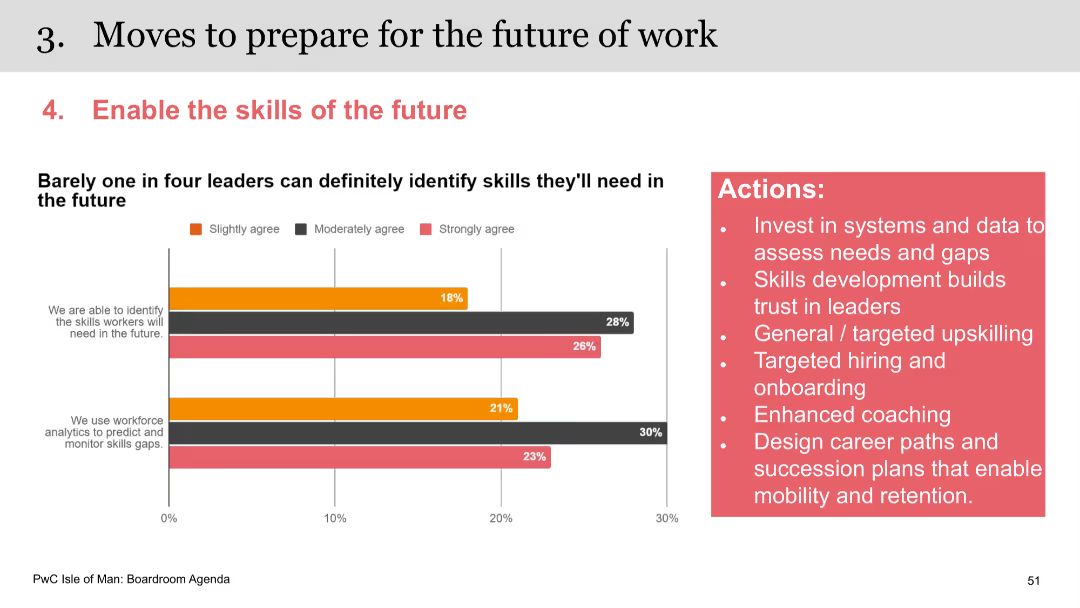 3. Moves to prepare for the future of work
4. Enable the skills of the future
Barely one in four leaders can definitely identify skills they'll need in
the future
Slightly agree Moderately agree Strongly agree
We are able to identify
the skills workers will
need in the future.
18%
28%
26%
We use workforce
analytics to predict and
monitor skills gaps.
21%
30%
23%
0% 10% 20% 30%
Actions:
• Invest in systems and data to
assess needs and gaps
• Skills development builds
trust in leaders
• General / targeted upskilling
• Targeted hiring and
onboarding
• Enhanced coaching
• Design career paths and
succession plans that enable
mobility and retention.
PwC Isle of Man: Boardroom Agenda
51